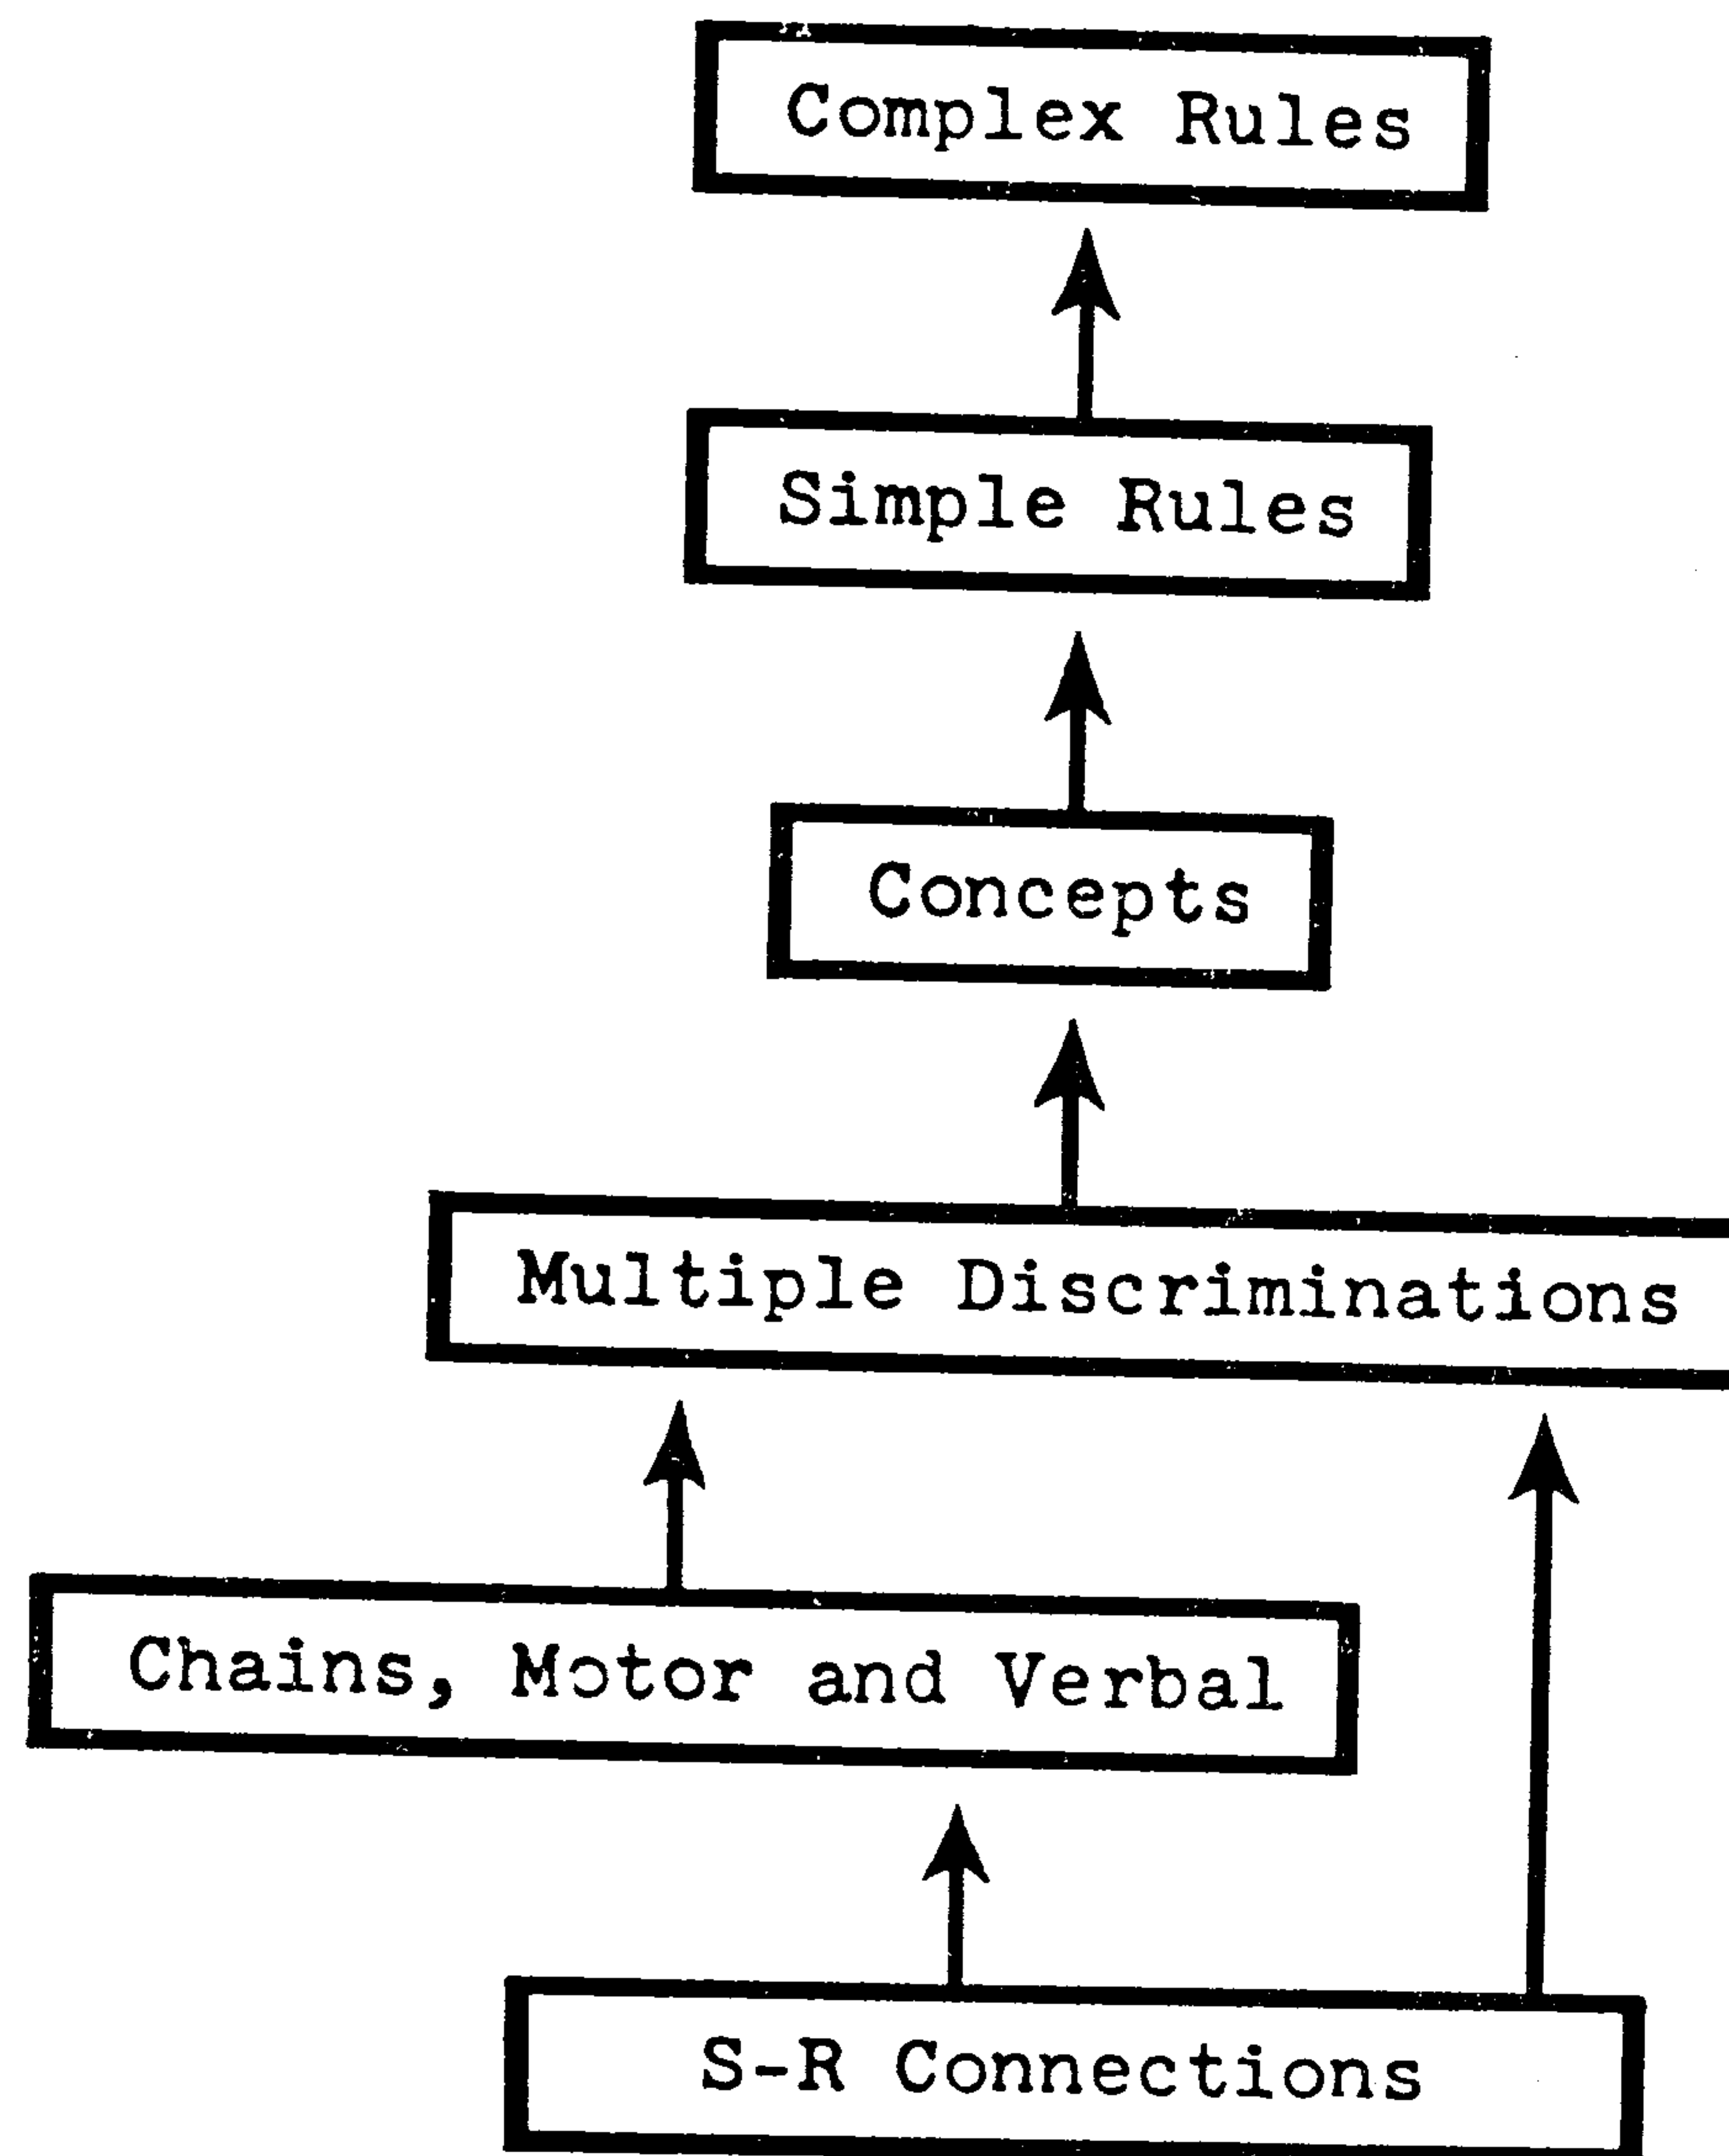 Complex Rules
Simple Rules
Concepts
Multiple Discriminations
Chains, Motor and Verbal
S-R Connections